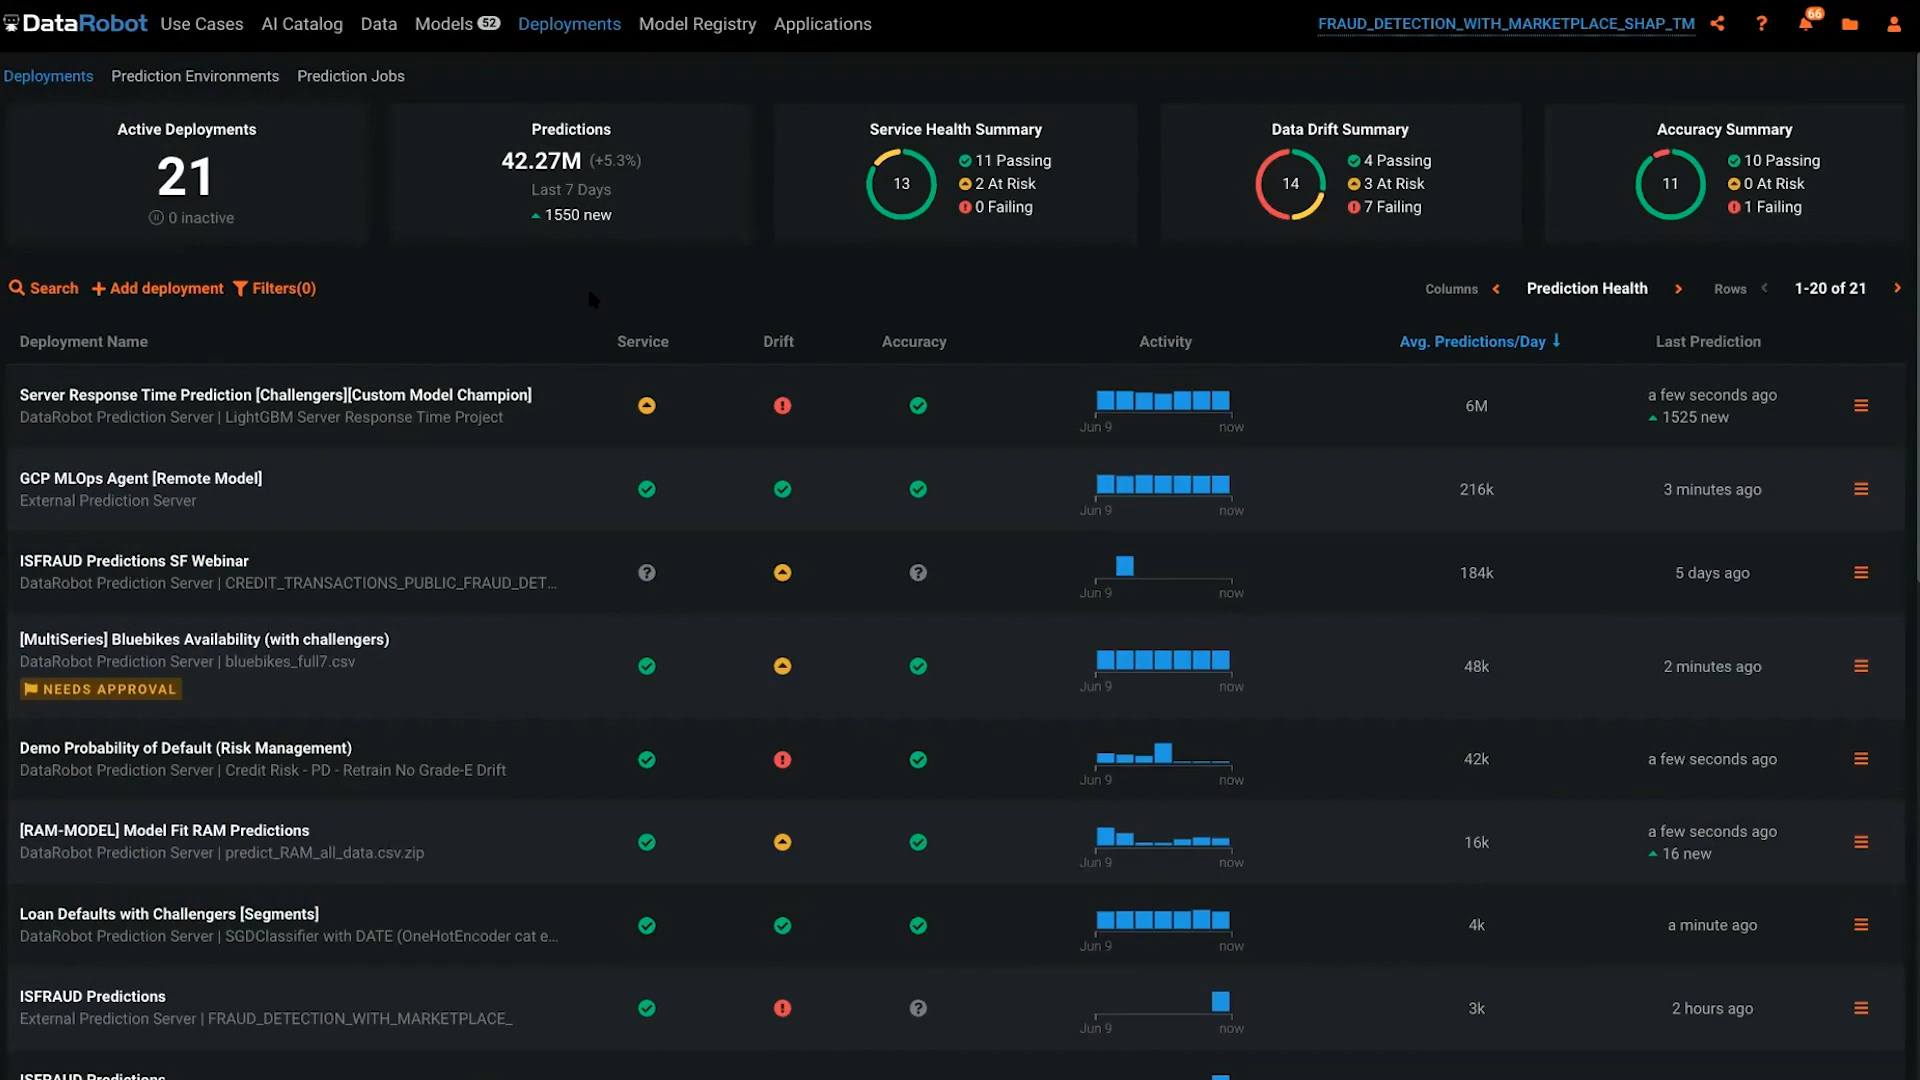 DataRobot Use Cases AI Catalog Data Models 52 Deployments Model Registry Applications FRAUD_DETECTION_WITH_MARKETPLACE_SHAP_TM ? 66
Deployments Prediction Environments Prediction Jobs
Active Deployments
21
0 inactive
Predictions
42.27M (+5.3%)
Last 7 Days
1550 new
Service Health Summary
13
11 Passing
2 At Risk
0 Failing
Data Drift Summary
14
4 Passing
3 At Risk
7 Failing
Accuracy Summary
11
10 Passing
0 At Risk
1 Failing
Search + Add deployment Filters(0) Columns < Prediction Health > Rows < 1-20 of 21 >
Deployment Name Service Drift Accuracy Activity Avg. Predictions/Day ↓ Last Prediction
Server Response Time Prediction [Challengers][Custom Model Champion]
DataRobot Prediction Server | LightGBM Server Response Time Project
Jun 9 now
6M
a few seconds ago
1525 new
GCP MLOps Agent [Remote Model]
External Prediction Server
Jun 9 now
216k
3 minutes ago
ISFRAUD Predictions SF Webinar
DataRobot Prediction Server | CREDIT_TRANSACTIONS_PUBLIC_FRAUD_DET...
? ?
Jun 9 now
184k
5 days ago
[MultiSeries] Bluebikes Availability (with challengers)
DataRobot Prediction Server | bluebikes_full7.csv
NEEDS APPROVAL
Jun 9 now
48k
2 minutes ago
Demo Probability of Default (Risk Management)
DataRobot Prediction Server | Credit Risk - PD - Retrain No Grade-E Drift
Jun 9 now
42k
a few seconds ago
[RAM-MODEL] Model Fit RAM Predictions
DataRobot Prediction Server | predict_RAM_all_data.csv.zip
Jun 9 now
16k
a few seconds ago
16 new
Loan Defaults with Challengers [Segments]
DataRobot Prediction Server | SGDClassifier with DATE (OneHotEncoder cat e...
Jun 9 now
4k
a minute ago
ISFRAUD Predictions
External Prediction Server | FRAUD_DETECTION_WITH_MARKETPLACE_
?
Jun 9 now
3k
2 hours ago
ISFRAUD Predictions